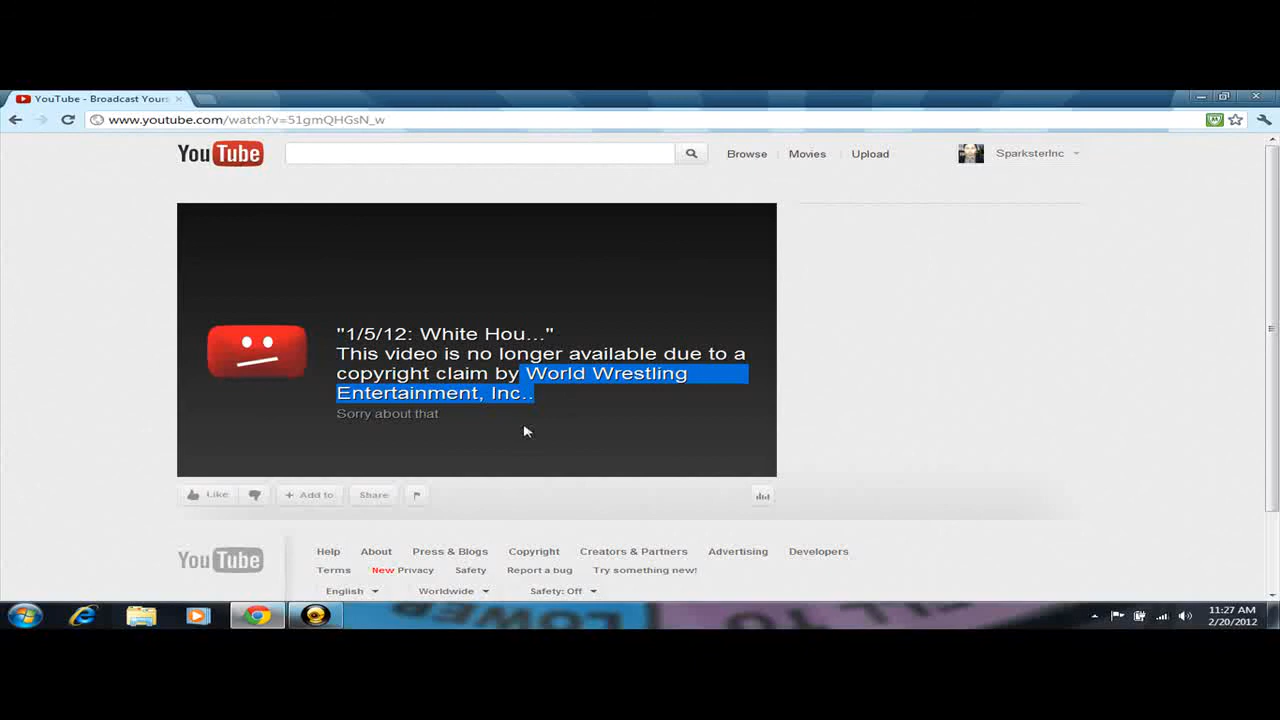 YouTube - Broadcast Yours
www.youtube.com/watch?v=51gmQHGsN_w
YouTube
Browse
Movies
Upload
SparksterInc
"1/5/12: White Hou..."
This video is no longer available due to a
copyright claim by World Wrestling
Entertainment, Inc..
Sorry about that
Like
+ Add to
Share
YouTube
Help About Press & Blogs Copyright Creators & Partners Advertising Developers
Terms New Privacy Safety Report a bug Try something new!
English Worldwide Safety: Off
LOWER
TO
11:27 AM
2/20/2012